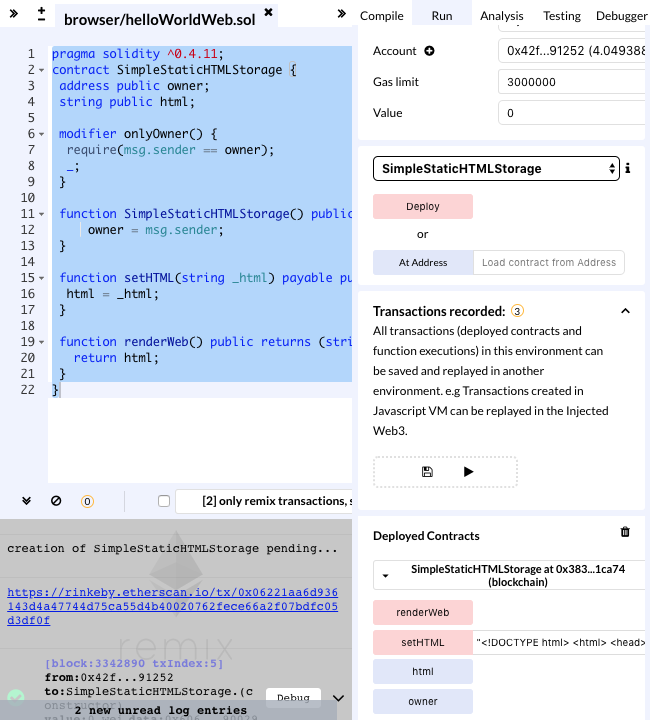 browser/helloWorldWeb.sol
1 pragma solidity ^0.4.11;
2 contract SimpleStaticHTMLStorage {
3 address public owner;
4 string public html;
5
6 modifier onlyOwner() {
7 require(msg.sender == owner);
8 _;
9 }
10
11 function SimpleStaticHTMLStorage() public
12 owner = msg.sender;
13 }
14
15 function setHTML(string _html) payable pu
16 html = _html;
17 }
18
19 function renderWeb() public returns (stri
20 return html;
21 }
22 }
0
[2] only remix transactions, s
creation of SimpleStaticHTMLStorage pending...
https://rinkeby.etherscan.io/tx/0x06221aa6d936
143d4a47744d75ca55d4b40020762fece66a2f07bdfc05
d3df0f
remix
[block:3342890 txIndex:5]
from:0x42f...91252
to:SimpleStaticHTMLStorage.(c
onstructor)
Debug
2 new unread log entries
Compile Run Analysis Testing Debugger
Account 0x42f...91252 (4.049388
Gas limit 3000000
Value 0
SimpleStaticHTMLStorage
Deploy
or
At Address Load contract from Address
Transactions recorded: 3
All transactions (deployed contracts and
function executions) in this environment can
be saved and replayed in another
environment. e.g Transactions created in
Javascript VM can be replayed in the Injected
Web3.
Deployed Contracts
SimpleStaticHTMLStorage at 0x383...1ca74
(blockchain)
renderWeb
setHTML "<!DOCTYPE html> <html> <head>
html
owner